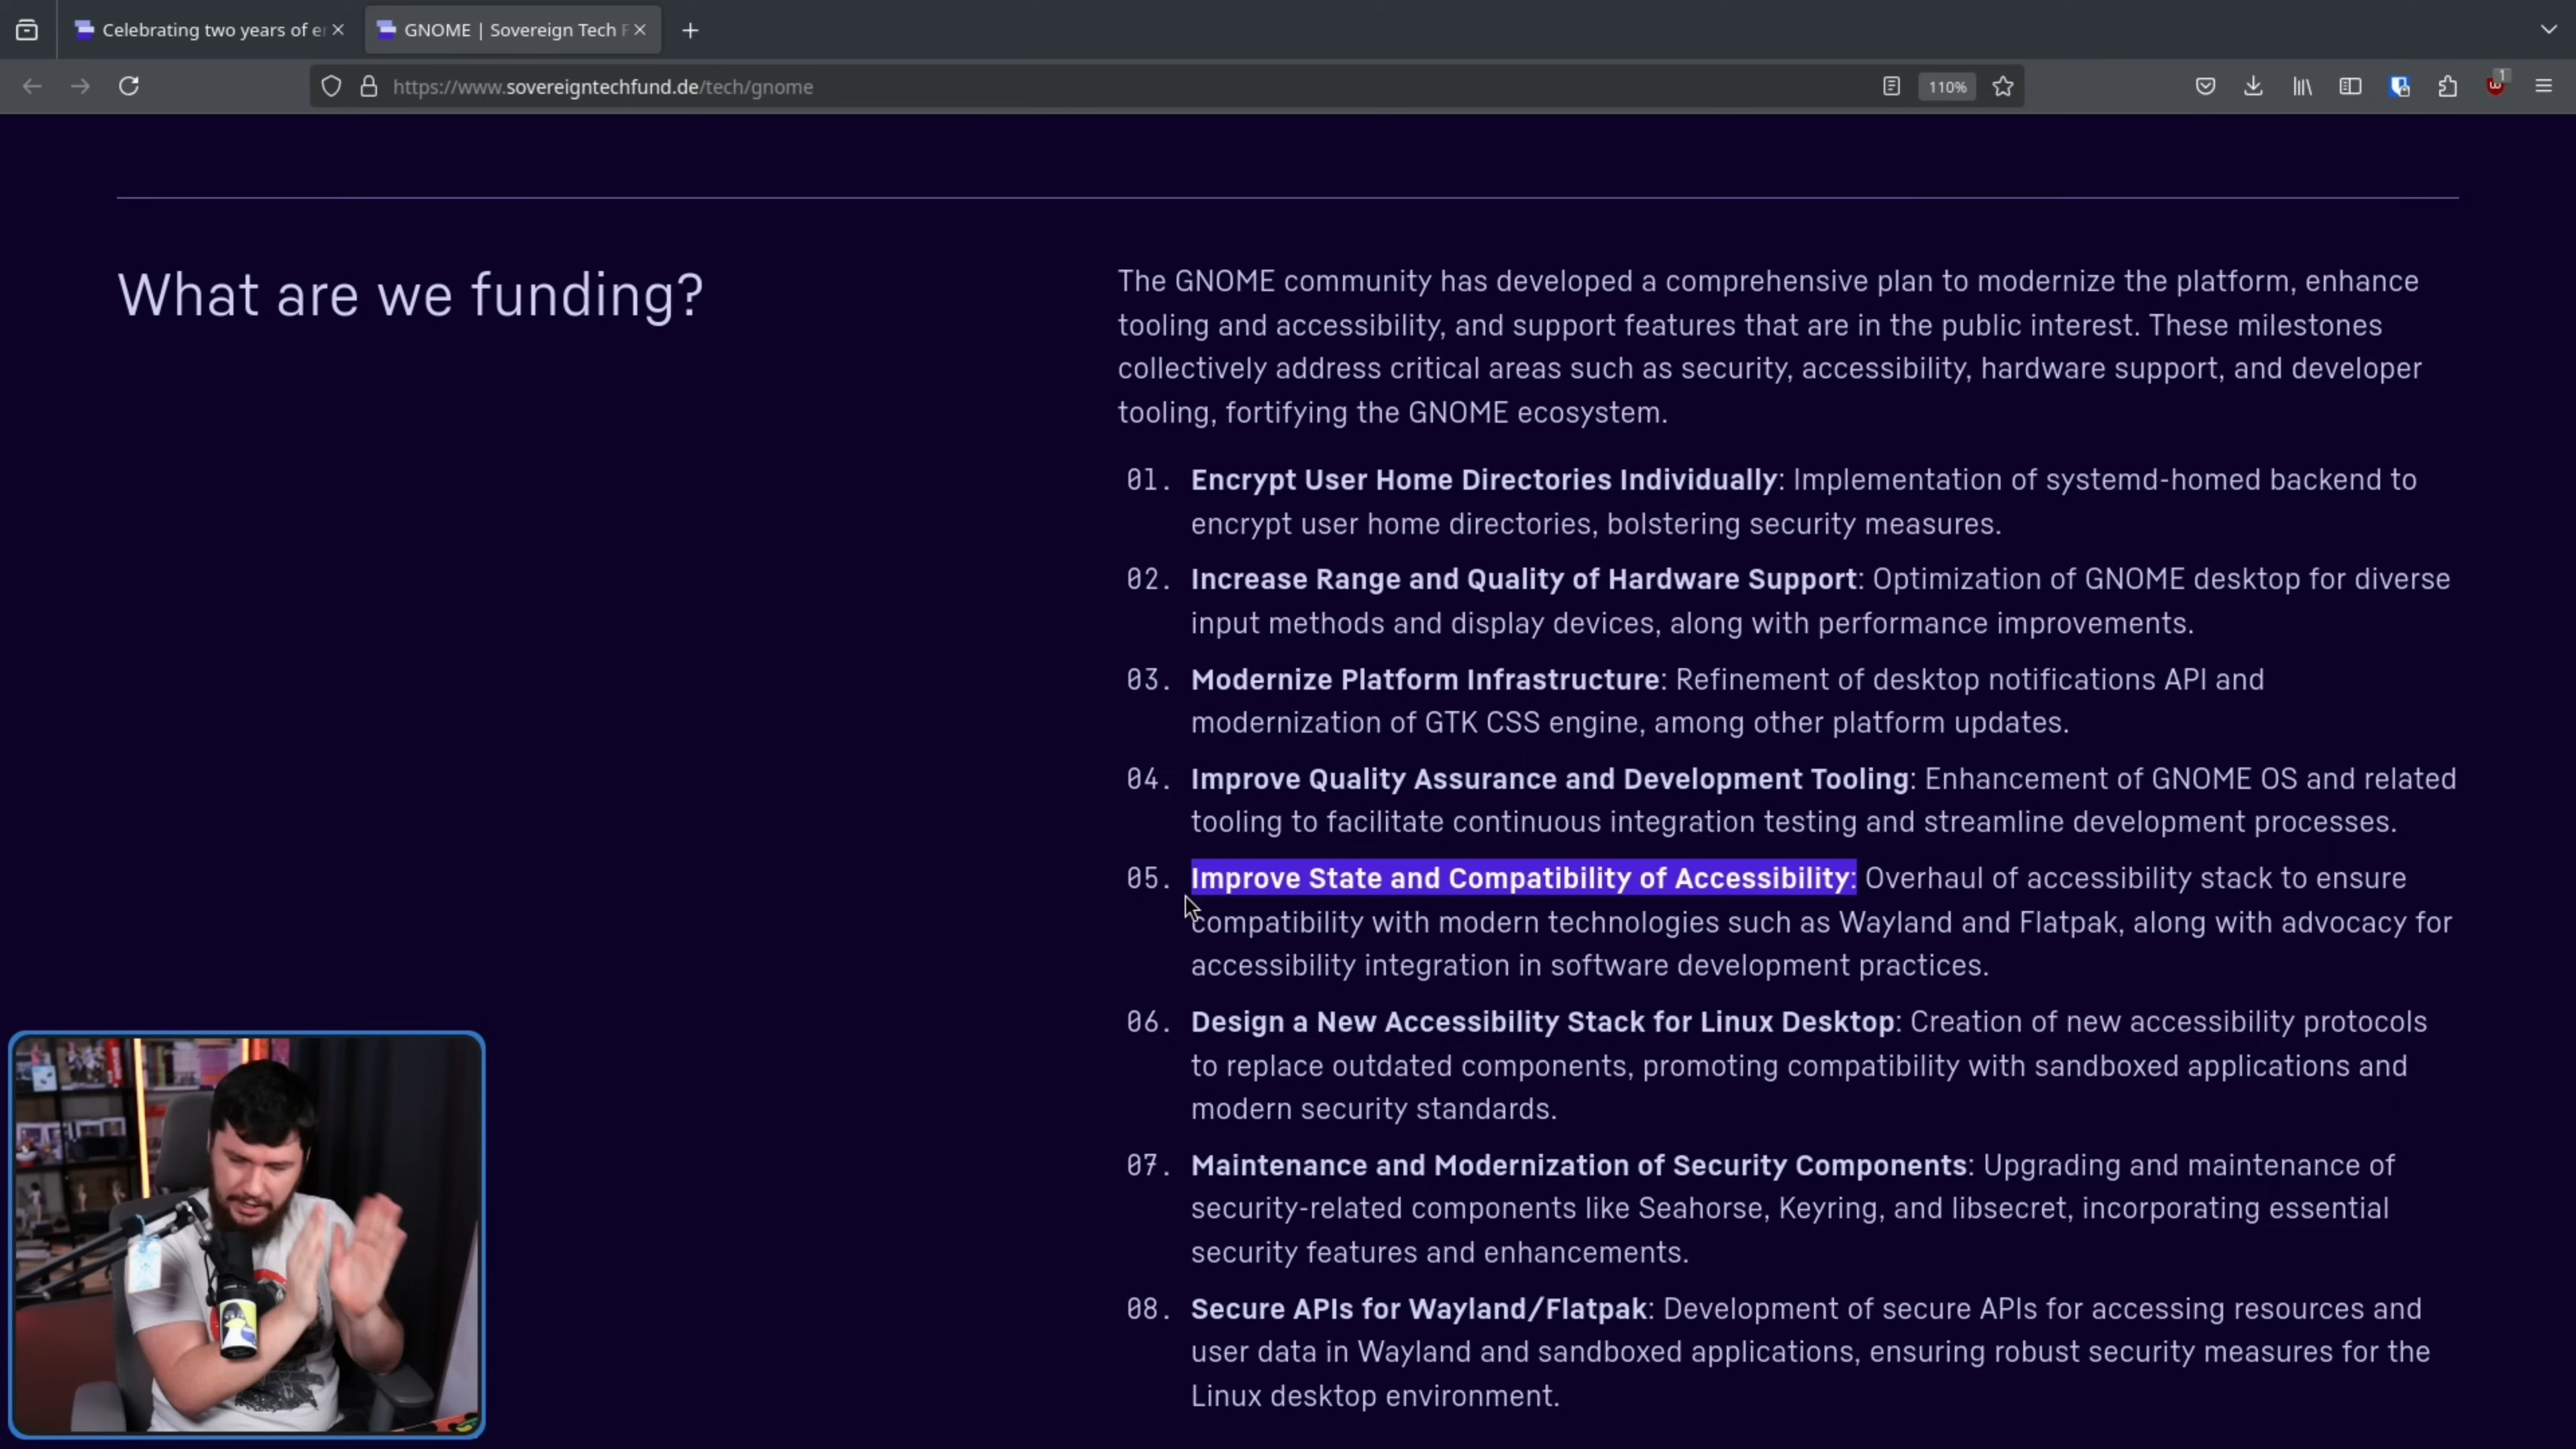 Celebrating two years of e
GNOME | Sovereign Tech F
https://www.sovereigntechfund.de/tech/gnome
110%
1
What are we funding?
The GNOME community has developed a comprehensive plan to modernize the platform, enhance
tooling and accessibility, and support features that are in the public interest. These milestones
collectively address critical areas such as security, accessibility, hardware support, and developer
tooling, fortifying the GNOME ecosystem.
01. Encrypt User Home Directories Individually: Implementation of systemd-homed backend to
encrypt user home directories, bolstering security measures.
02. Increase Range and Quality of Hardware Support: Optimization of GNOME desktop for diverse
input methods and display devices, along with performance improvements.
03. Modernize Platform Infrastructure: Refinement of desktop notifications API and
modernization of GTK CSS engine, among other platform updates.
04. Improve Quality Assurance and Development Tooling: Enhancement of GNOME OS and related
tooling to facilitate continuous integration testing and streamline development processes.
05. Improve State and Compatibility of Accessibility: Overhaul of accessibility stack to ensure
compatibility with modern technologies such as Wayland and Flatpak, along with advocacy for
accessibility integration in software development practices.
06. Design a New Accessibility Stack for Linux Desktop: Creation of new accessibility protocols
to replace outdated components, promoting compatibility with sandboxed applications and
modern security standards.
07. Maintenance and Modernization of Security Components: Upgrading and maintenance of
security-related components like Seahorse, Keyring, and libsecret, incorporating essential
security features and enhancements.
08. Secure APIs for Wayland/Flatpak: Development of secure APIs for accessing resources and
user data in Wayland and sandboxed applications, ensuring robust security measures for the
Linux desktop environment.